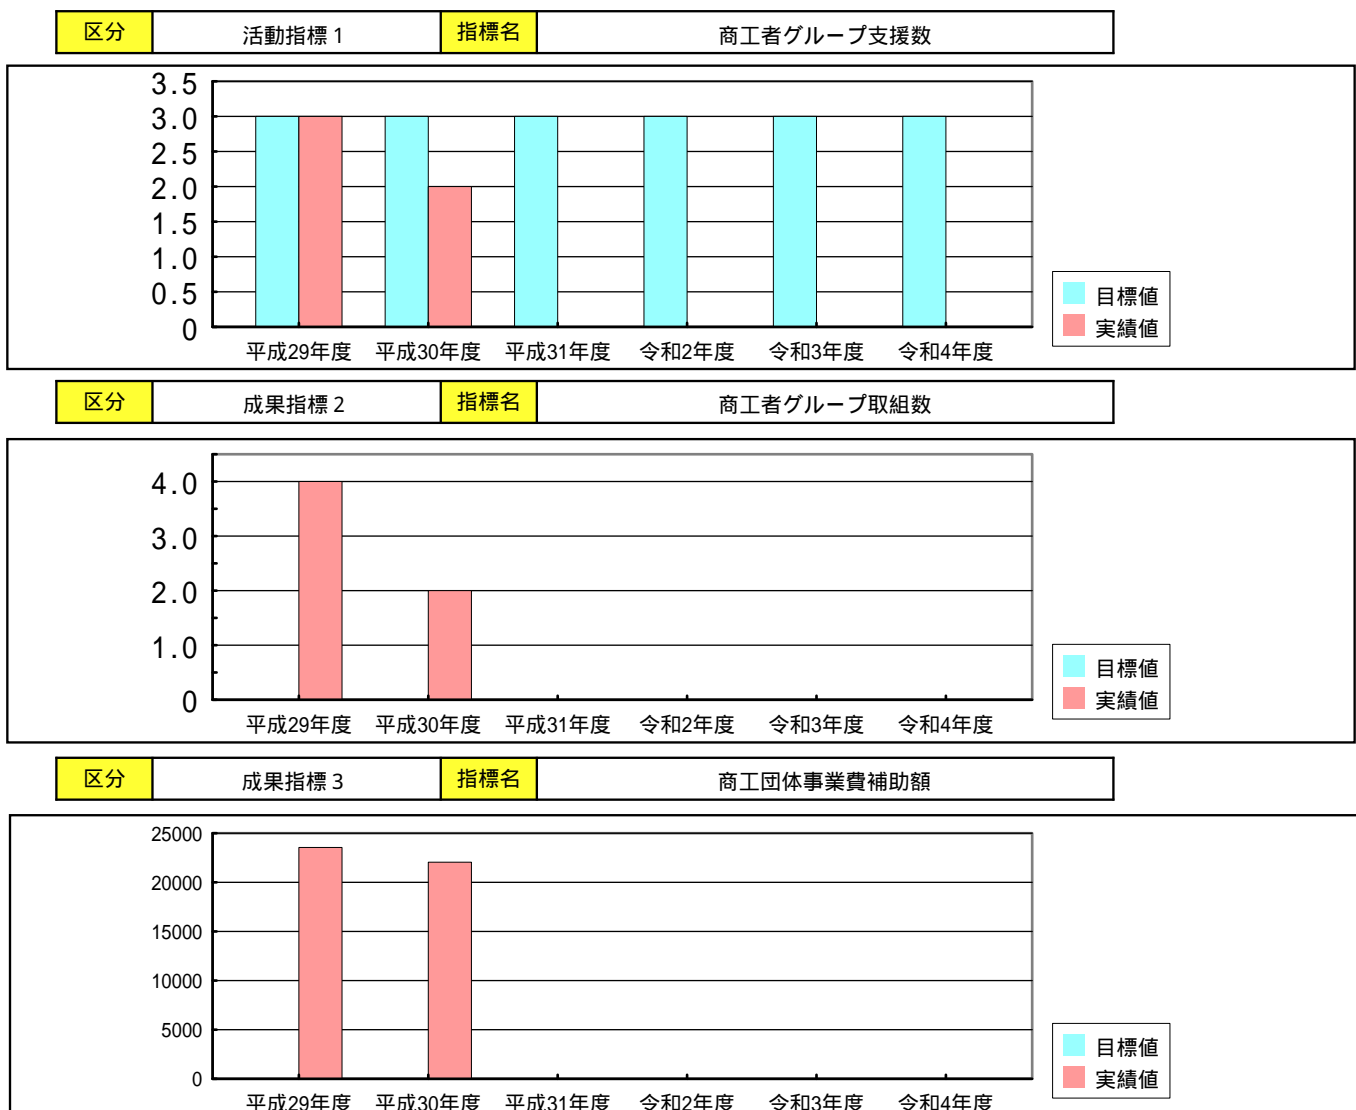 区分 活動指標1 指標名 商工者グループ支援数
3.5
3.0
2.5
2.0
1.5
1.0
0.5
0
平成29年度 平成30年度 平成31年度 令和2年度 令和3年度 令和4年度
目標値
実績値
区分 成果指標2 指標名 商工者グループ取組数
4.0
3.0
2.0
1.0
0
平成29年度 平成30年度 平成31年度 令和2年度 令和3年度 令和4年度
目標値
実績値
区分 成果指標3 指標名 商工団体事業費補助額
25000
20000
15000
10000
5000
0
平成29年度 平成30年度 平成31年度 令和2年度 令和3年度 令和4年度
目標値
実績値